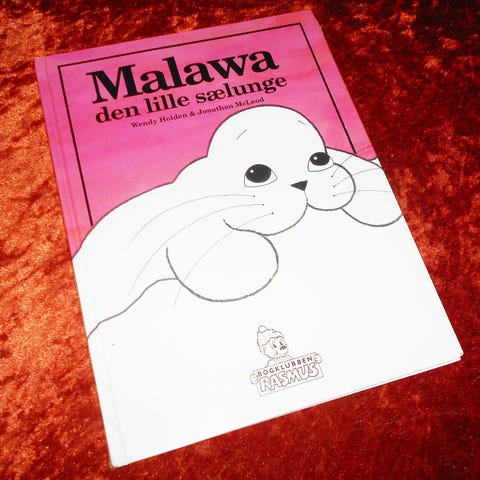 Malawa
den lille sælunge
Wendy Holden & Jonathan McLeod
BOGKLUBBEN
RASMUS